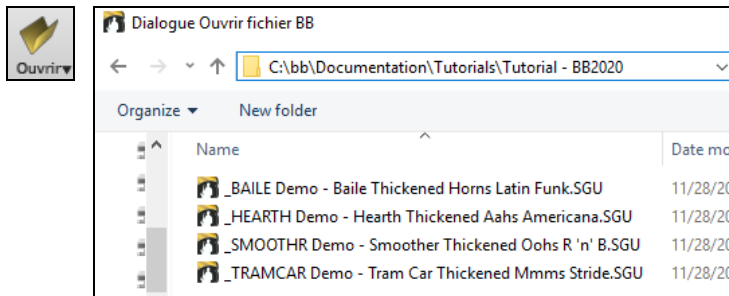 Ouvrir
Dialogue Ouvrir fichier BB
C:\bb\Documentation\Tutorials\Tutorial - BB2020
Organize New folder
Name Date mo
_BAILE Demo - Baile Thickened Horns Latin Funk.SGU 11/28/20
_HEARTH Demo - Hearth Thickened Aahs Americana.SGU 11/28/20
_SMOOTHR Demo - Smoother Thickened Oohs R 'n' B.SGU 11/28/20
_TRAMCAR Demo - Tram Car Thickened Mmms Stride.SGU 11/28/20